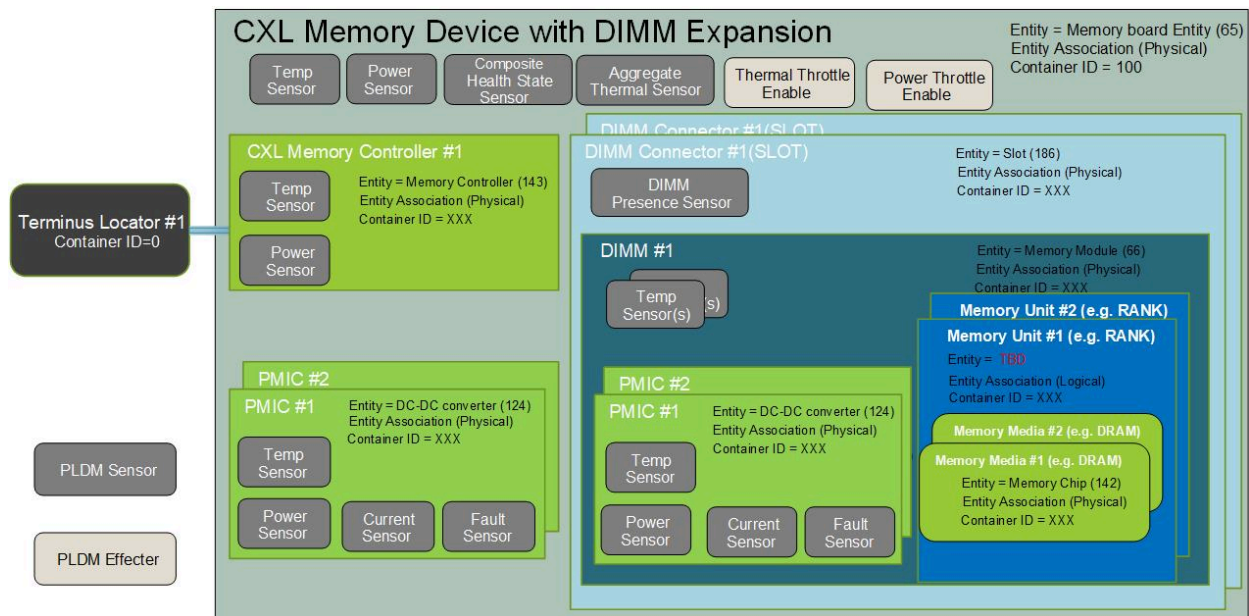 CXL Memory Device with DIMM Expansion
Entity = Memory board Entity (65)
Entity Association (Physical)
Container ID = 100
Temp
Sensor
Power
Sensor
Composite
Health State
Sensor
Aggregate
Thermal Sensor
Thermal Throttle
Enable
Power Throttle
Enable
Terminus Locator #1
Container ID=0
CXL Memory Controller #1
Temp
Sensor
Entity = Memory Controller (143)
Entity Association (Physical)
Container ID = XXX
Power
Sensor
DIMM Connector #1(SLOT)
DIMM Connector #1(SLOT)
Entity = Slot (186)
Entity Association (Physical)
Container ID = XXX
DIMM
Presence Sensor
DIMM #1
Entity = Memory Module (66)
Entity Association (Physical)
Container ID = XXX
Temp
Sensor(s)
(s)
Memory Unit #2 (e.g. RANK)
Memory Unit #1 (e.g. RANK)
Entity = TBD
Entity Association (Logical)
Container ID = XXX
Memory Media #2 (e.g. DRAM)
Memory Media #1 (e.g. DRAM)
Entity = Memory Chip (142)
Entity Association (Physical)
Container ID = XXX
PMIC #2
PMIC #1
Entity = DC-DC converter (124)
Entity Association (Physical)
Container ID = XXX
Temp
Sensor
Power
Sensor
Current
Sensor
Fault
Sensor
PMIC #2
PMIC #1
Entity = DC-DC converter (124)
Entity Association (Physical)
Container ID = XXX
Temp
Sensor
Power
Sensor
Current
Sensor
Fault
Sensor
PLDM Sensor
PLDM Effecter